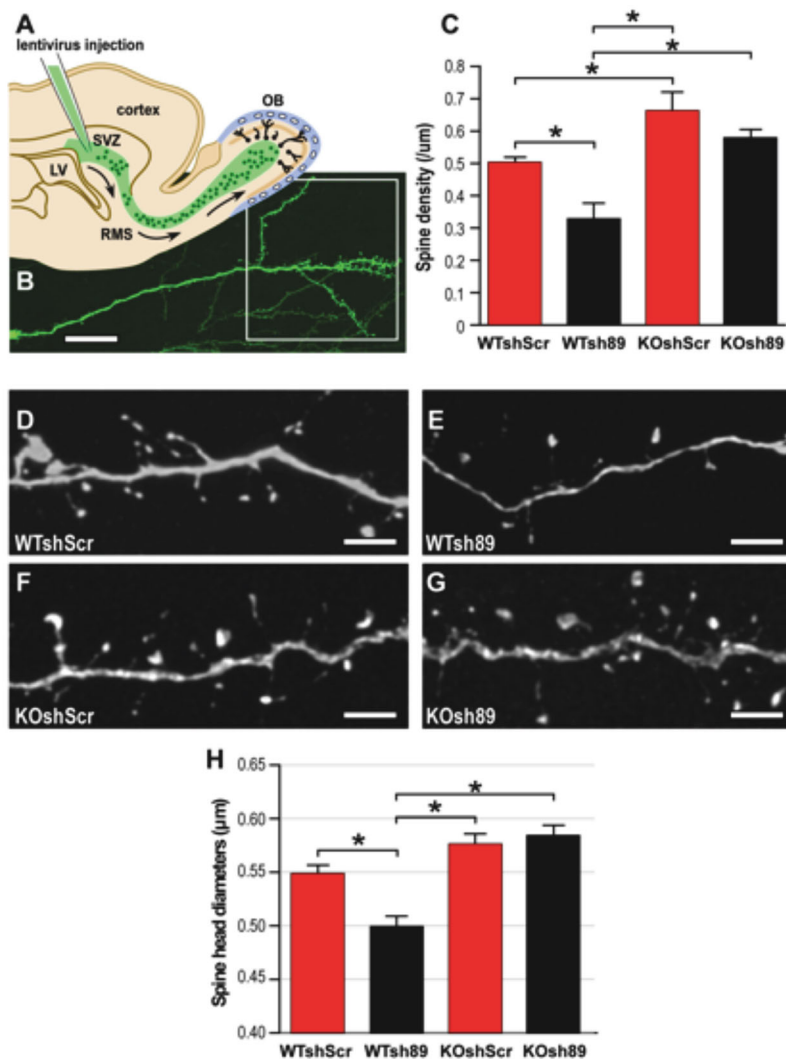 A
lentivirus injection
cortex
OB
SVZ
LV
RMS
B
C
Spine density (/um)
0.8
0.7
0.6
0.5
0.4
0.3
0.2
0.1
0
* * * *
WTshScr WTsh89 KOshScr KOsh89
D
WTshScr
E
WTsh89
F
KOshScr
G
KOsh89
H
Spine head diameters (µm)
0.65
0.60
0.55
0.50
0.45
0.40
* * *
WTshScr WTsh89 KOshScr KOsh89